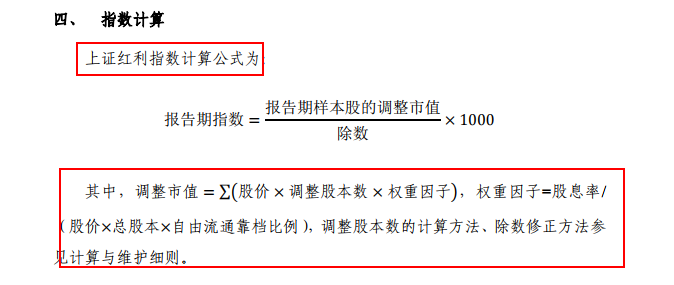 四、 指数计算
上证红利指数计算公式为:
报告期指数 = 报告期样本股的调整市值 / 除数 × 1000
其中，调整市值 = ∑(股价 × 调整股本数 × 权重因子)，权重因子=股息率/
（股价×总股本×自由流通靠档比例），调整股本数的计算方法、除数修正方法参
见计算与维护细则。